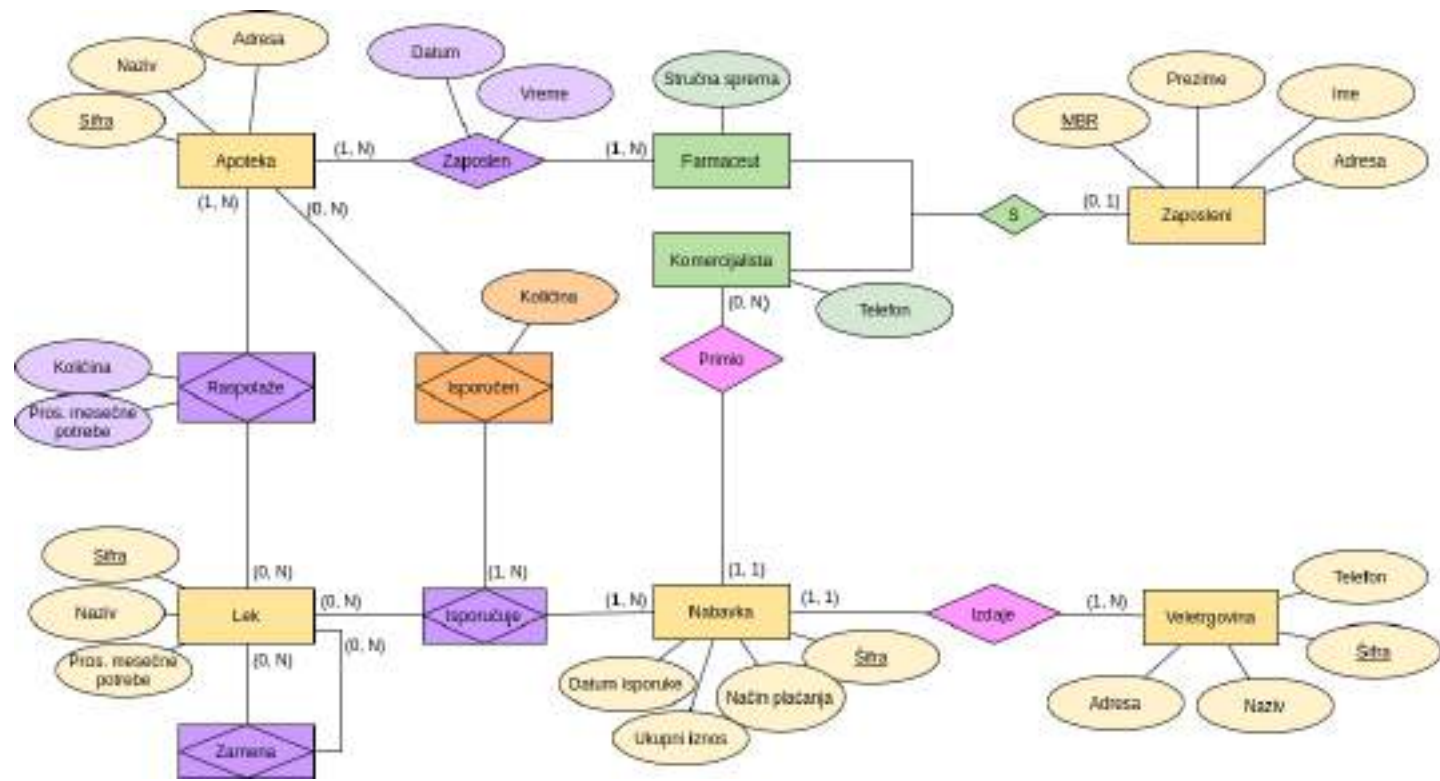 Adresa
Naziv
Šifra
Apoteka
(1, N)
Datum
Vreme
Zaposlen
(1, N)
Stručna sprema
Farmaceut
Prezime
Ime
MBR
Adresa
Zaposleni
(0, 1)
S
(1, N)
(0, N)
Komercijalista
Telefon
(0, N)
Količina
Primio
Količina
Pros. mesečne
potrebe
Raspolaže
Isporučen
(0, N)
(1, N)
(1, 1)
Šifra
Naziv
Pros. mesečne
potrebe
Lek
(0, N)
(0, N)
(0, N)
Isporučuje
(1, N)
Nabavka
(1, 1)
Izdaje
(1, N)
Veletrgovina
Telefon
Šifra
Adresa
Naziv
Šifra
Datum isporuke
Način plaćanja
Ukupni iznos
Zamena